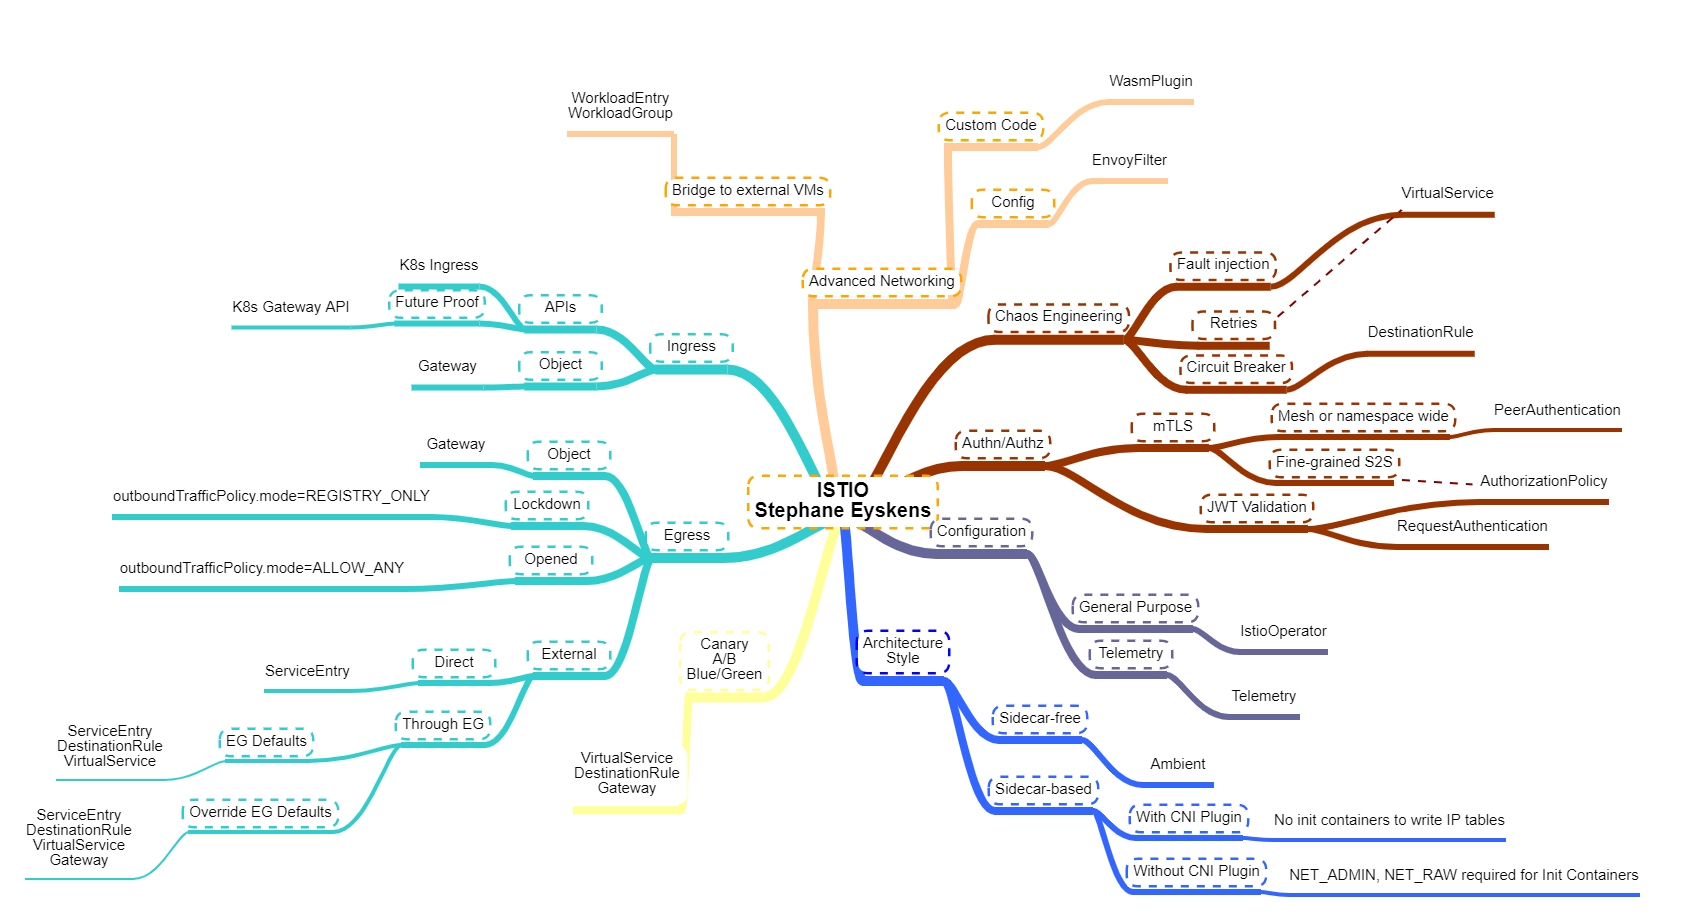 ISTIO
Stephane Eyskens
Advanced Networking
Bridge to external VMs
WorkloadEntry
WorkloadGroup
Custom Code
WasmPlugin
Config
EnvoyFilter
Chaos Engineering
Fault injection
VirtualService
Retries
Circuit Breaker
DestinationRule
Authn/Authz
mTLS
Mesh or namespace wide
PeerAuthentication
Fine-grained S2S
AuthorizationPolicy
JWT Validation
RequestAuthentication
Configuration
General Purpose
IstioOperator
Telemetry
Telemetry
Architecture
Style
Sidecar-free
Ambient
Sidecar-based
With CNI Plugin
No init containers to write IP tables
Without CNI Plugin
NET_ADMIN, NET_RAW required for Init Containers
Canary
A/B
Blue/Green
VirtualService
DestinationRule
Gateway
Ingress
APIs
K8s Ingress
Future Proof
K8s Gateway API
Object
Gateway
Egress
Object
Gateway
Lockdown
outboundTrafficPolicy.mode=REGISTRY_ONLY
Opened
outboundTrafficPolicy.mode=ALLOW_ANY
External
Direct
ServiceEntry
Through EG
EG Defaults
ServiceEntry
DestinationRule
VirtualService
Override EG Defaults
ServiceEntry
DestinationRule
VirtualService
Gateway